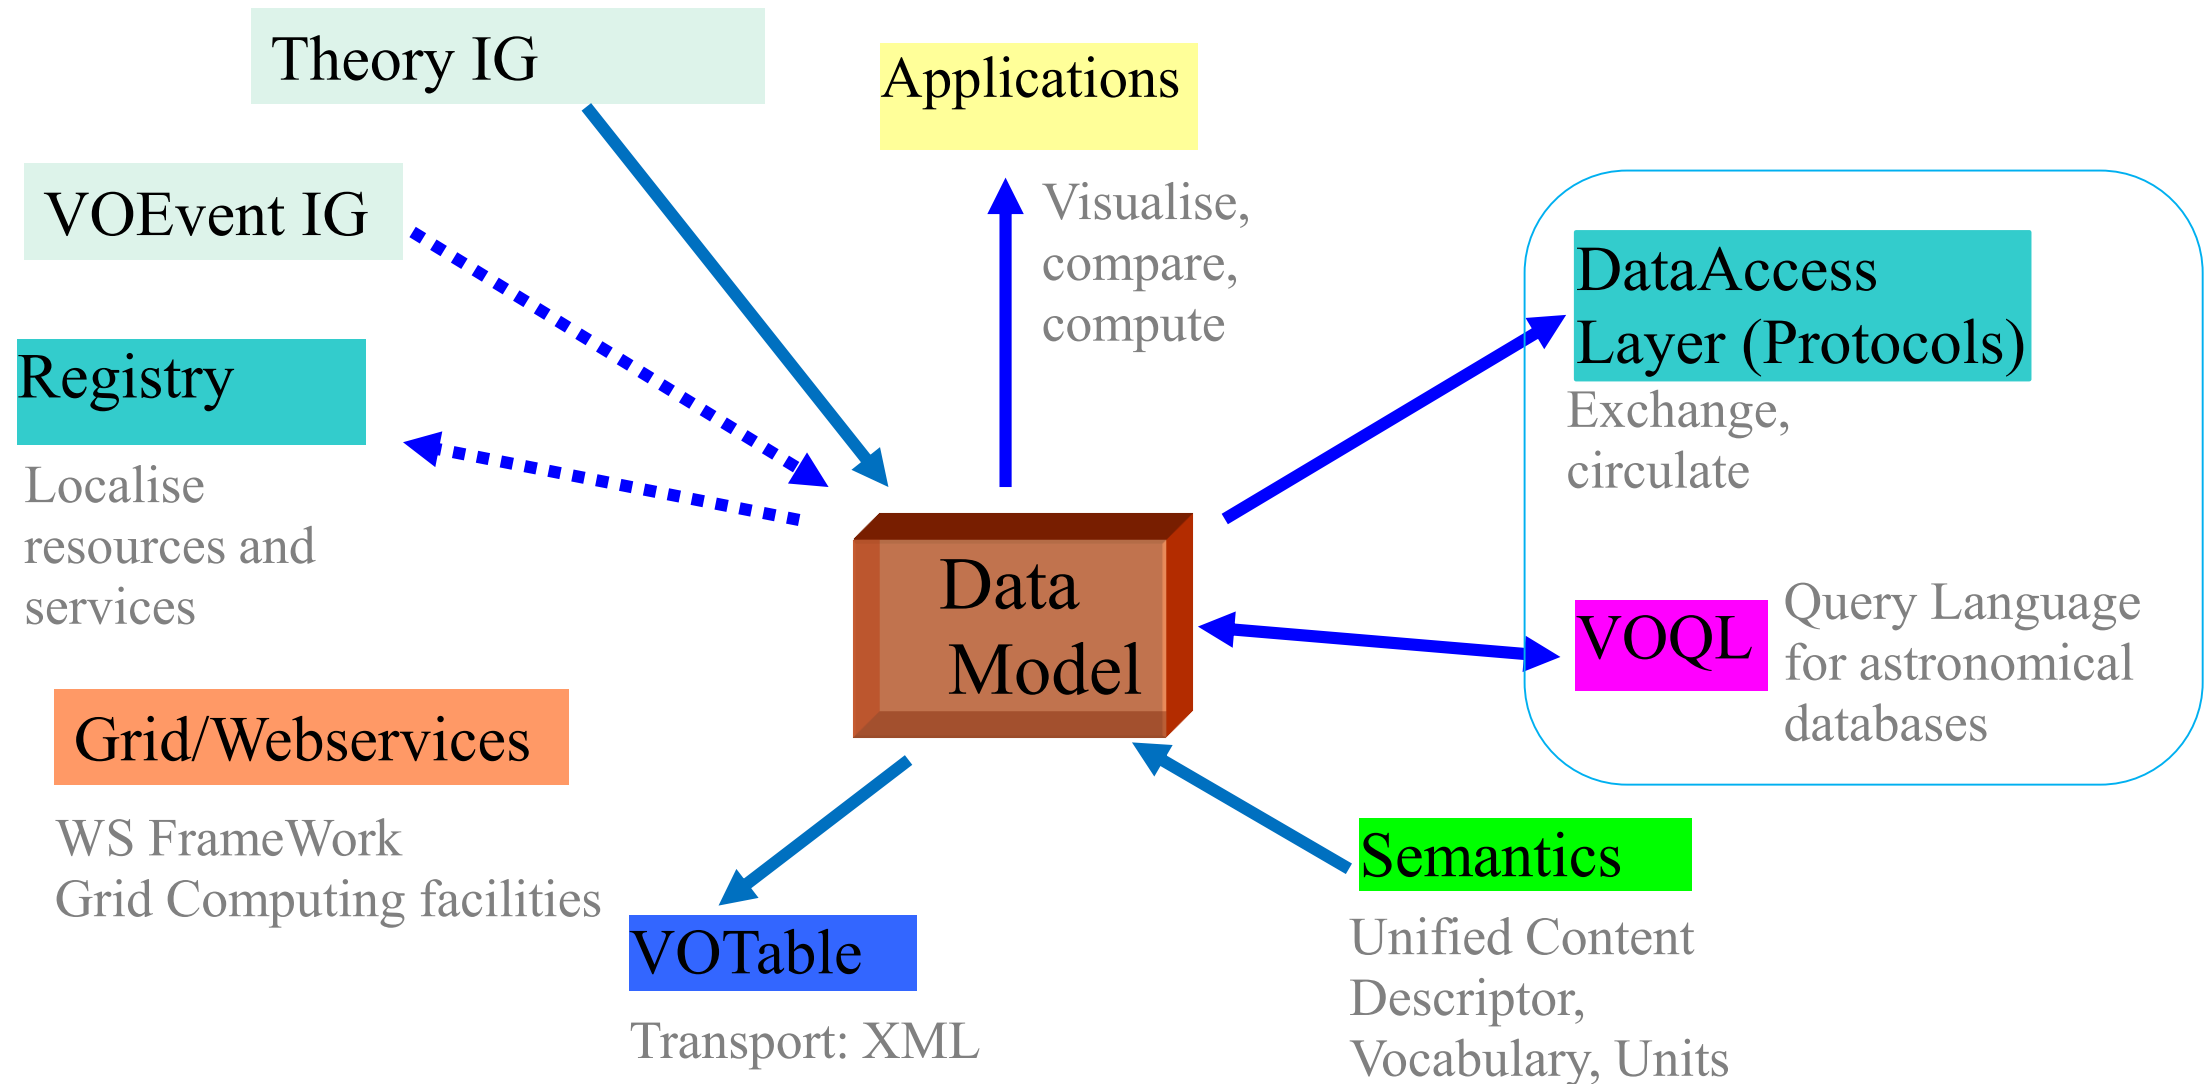 Theory IG
Applications
VOEvent IG
Visualise,
compare,
compute
DataAccess
Layer (Protocols)
Exchange,
circulate
Registry
Localise
resources and
services
Data
Model
VOQL
Query Language
for astronomical
databases
Grid/Webservices
WS FrameWork
Grid Computing facilities
VOTable
Transport: XML
Semantics
Unified Content
Descriptor,
Vocabulary, Units